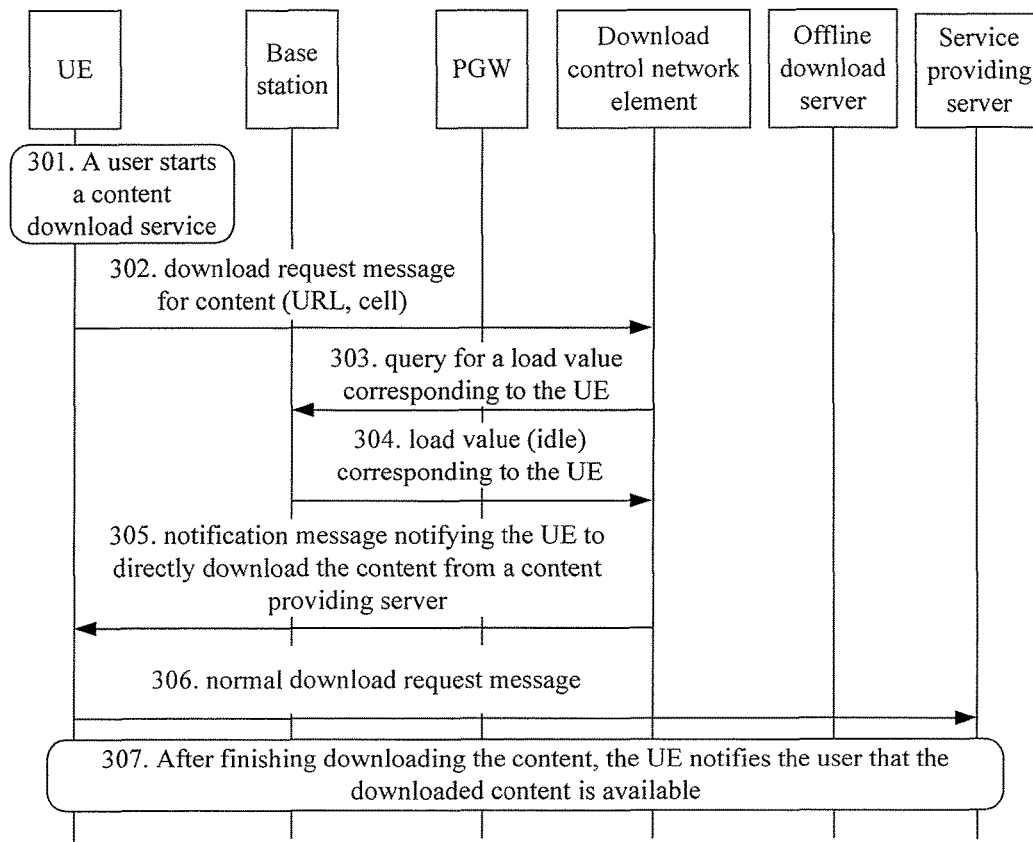 UE
Base
station
PGW
Download
control network
element
Offline
download
server
Service
providing
server
301. A user starts
a content
download service
302. download request message
for content (URL, cell)
303. query for a load value
corresponding to the UE
304. load value (idle)
corresponding to the UE
305. notification message notifying the UE to
directly download the content from a content
providing server
306. normal download request message
307. After finishing downloading the content, the UE notifies the user that the
downloaded content is available